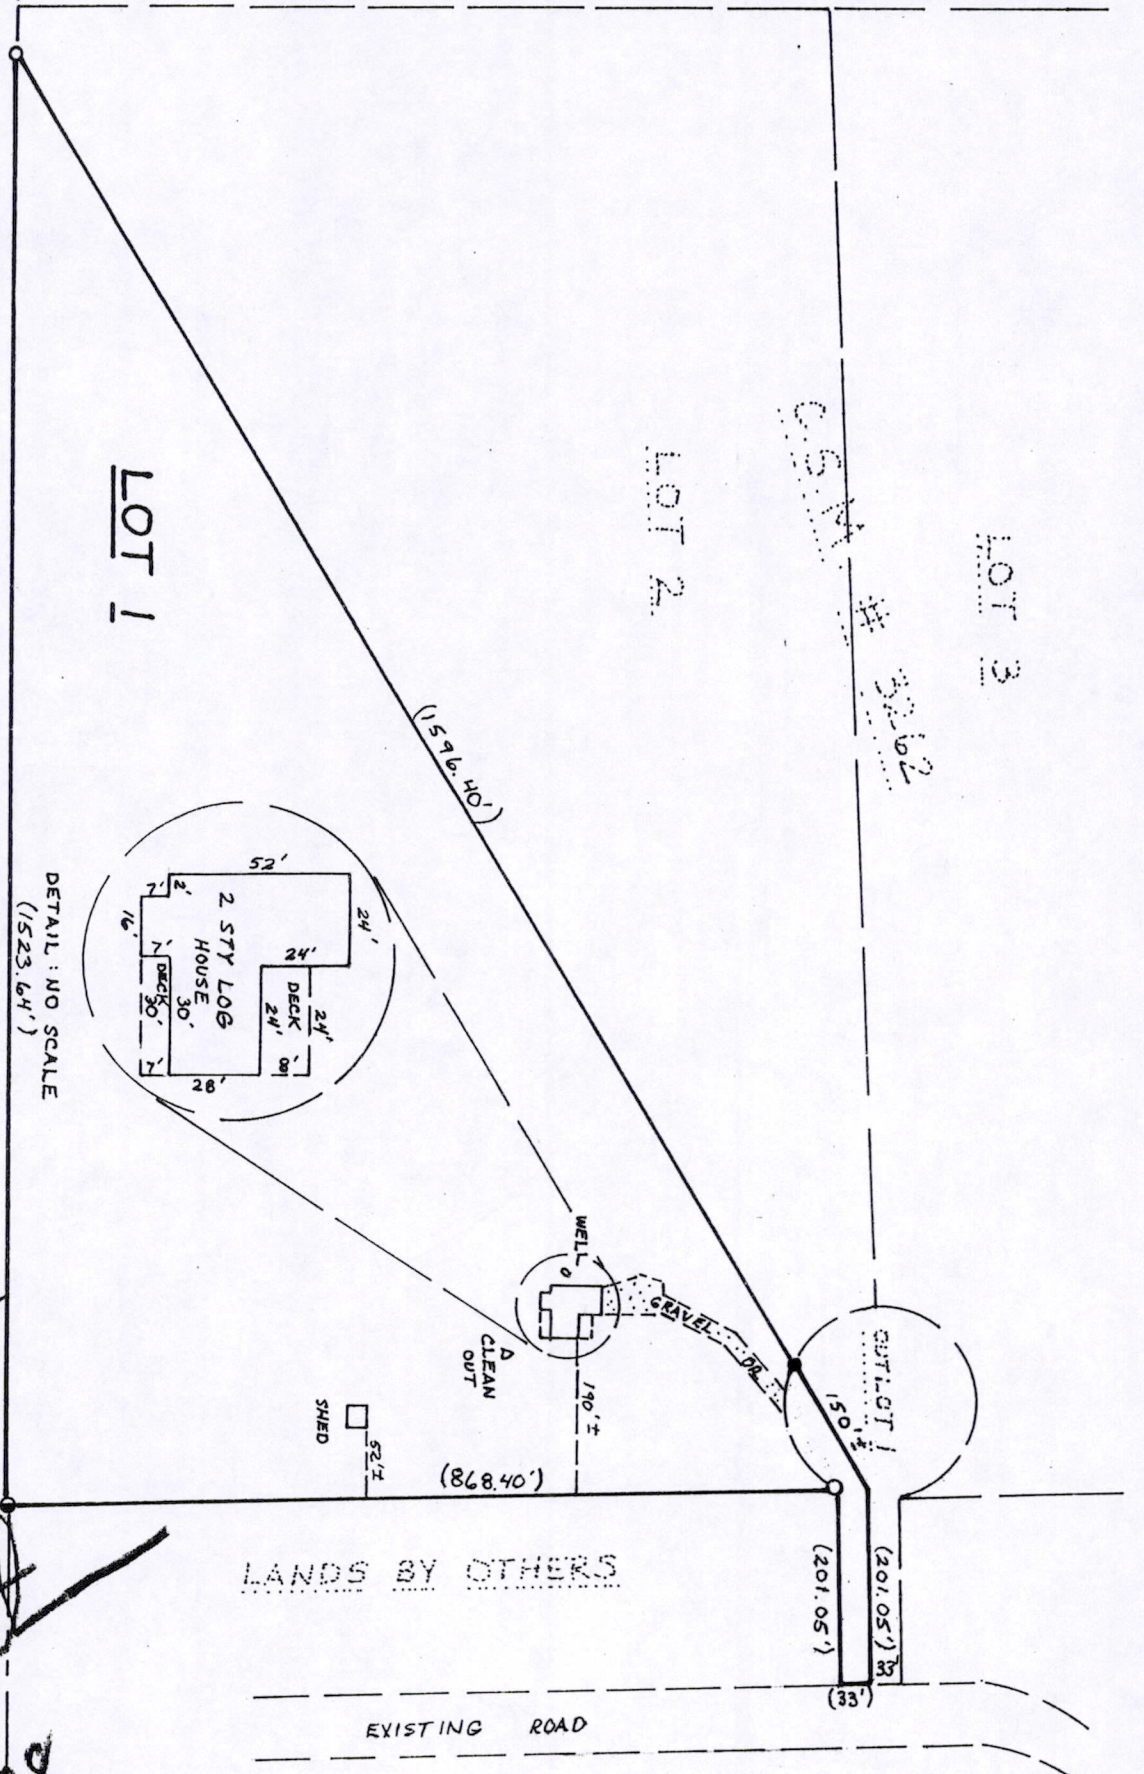 LOT 3
C.S.M. # 3262
LOT 2
LOT 1
(1596.40')
DETAIL : NO SCALE
(1523.64')
52'
24'
7'
2'
2 STY LOG
HOUSE
16'
24'
7'
DECK
30'
30'
DECK
24'
24'
8'
7'
28'
WELL
GRAVEL DR.
OUTLOT 1
150'±
CLEAN
OUT
190'±
SHED
52'±
(868.40')
LANDS BY OTHERS
(201.05')
(201.05')
33'
(33')
EXISTING ROAD